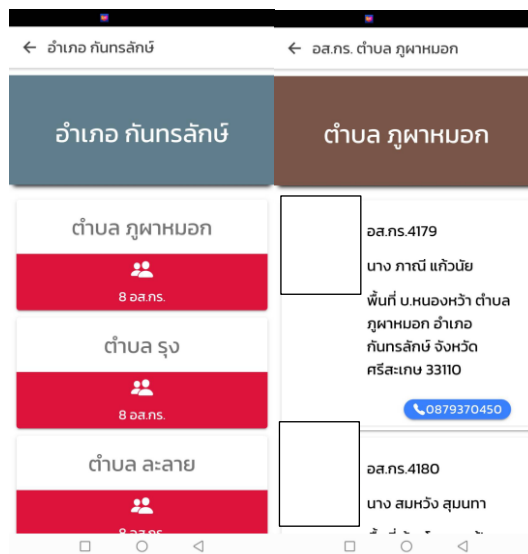 อำเภอ กันทรลักษ์
อำเภอ กันทรลักษ์
ตำบล ภูผาหมอก
8 อส.กร.
ตำบล รุง
8 อส.กร.
ตำบล ละลาย
8 อส.กร.
อส.กร. ตำบล ภูผาหมอก
ตำบล ภูผาหมอก
อส.กร.4179
นาง ภาณี แก้วนัย
พื้นที่ บ.หนองหว้า ตำบล
ภูผาหมอก อำเภอ
กันทรลักษ์ จังหวัด
ศรีสะเกษ 33110
0879370450
อส.กร.4180
นาง สมหวัง สุมนทา